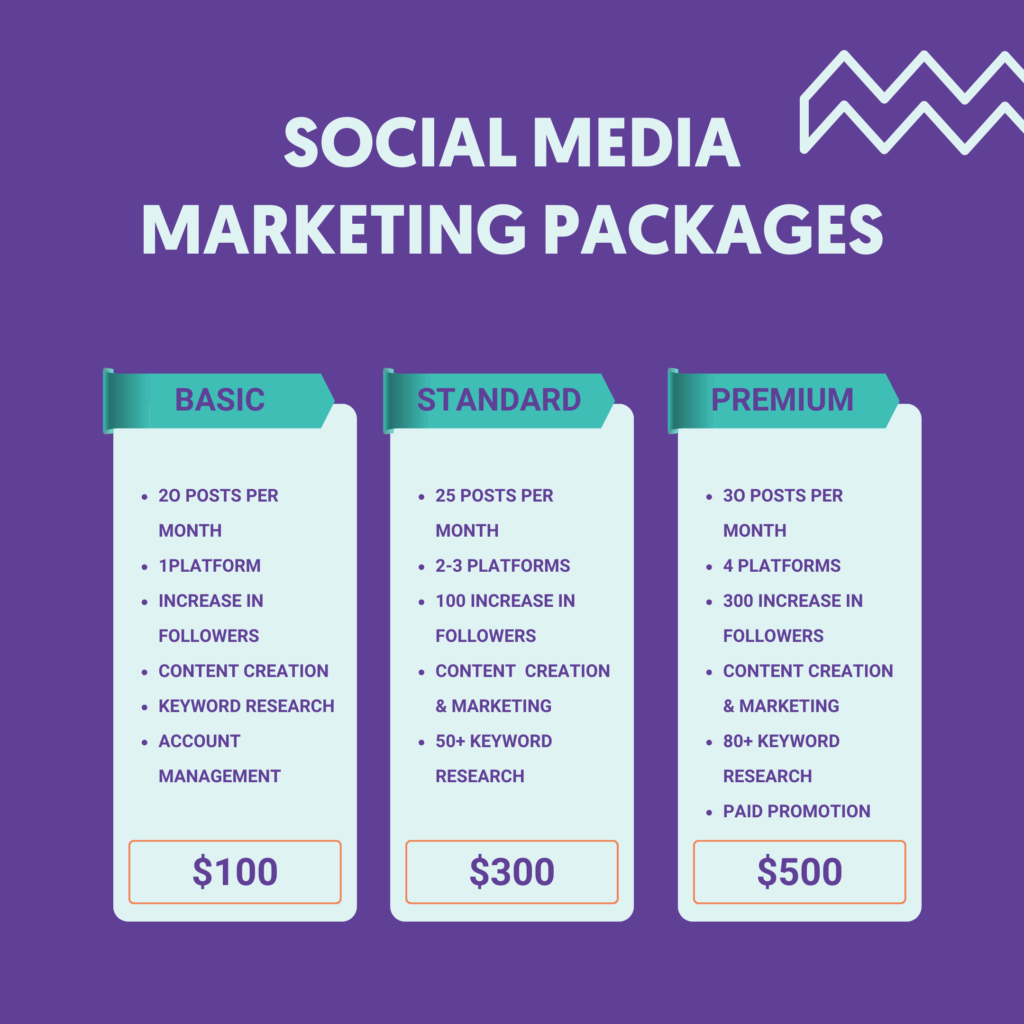 SOCIAL MEDIA
MARKETING PACKAGES
BASIC
• 2O POSTS PER
MONTH
• 1PLATFORM
• INCREASE IN
FOLLOWERS
• CONTENT CREATION
• KEYWORD RESEARCH
• ACCOUNT
MANAGEMENT
$100
STANDARD
• 25 POSTS PER
MONTH
• 2-3 PLATFORMS
• 100 INCREASE IN
FOLLOWERS
• CONTENT  CREATION
& MARKETING
• 50+ KEYWORD
RESEARCH
$300
PREMIUM
• 3O POSTS PER
MONTH
• 4 PLATFORMS
• 300 INCREASE IN
FOLLOWERS
• CONTENT CREATION
& MARKETING
• 80+ KEYWORD
RESEARCH
• PAID PROMOTION
$500